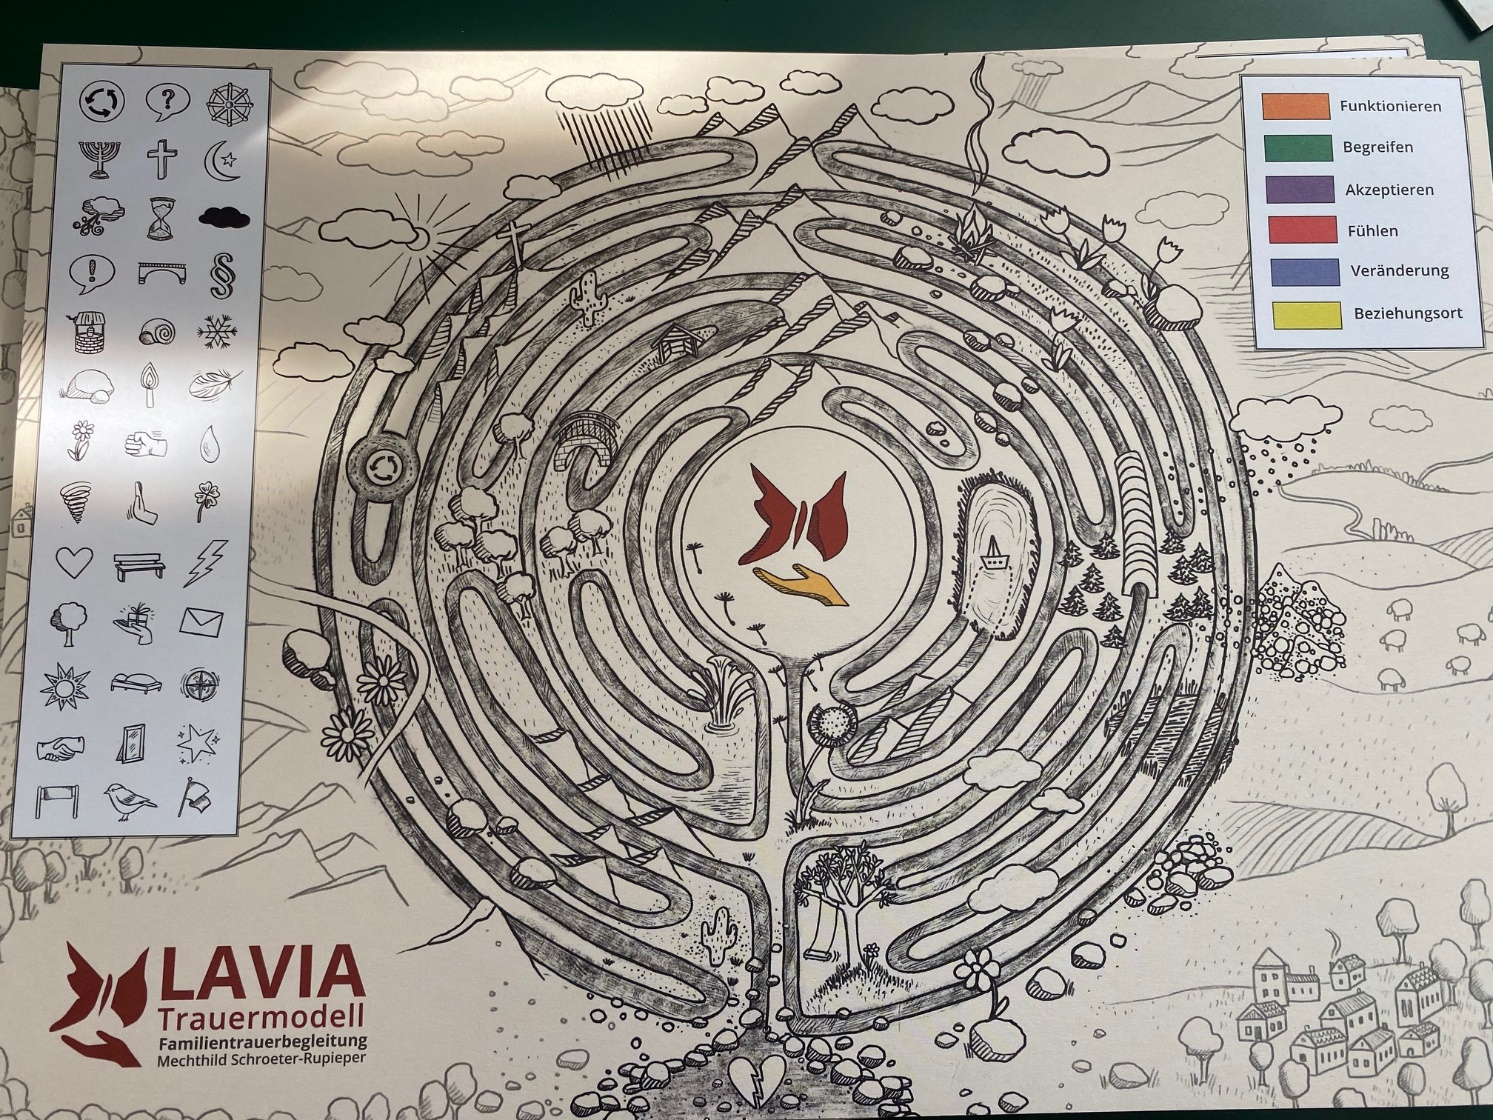 ?
!
§
Funktionieren
Begreifen
Akzeptieren
Fühlen
Veränderung
Beziehungsort
LAVIA
Trauermodell
Familientrauerbegleitung
Mechthild Schroeter-Rupieper